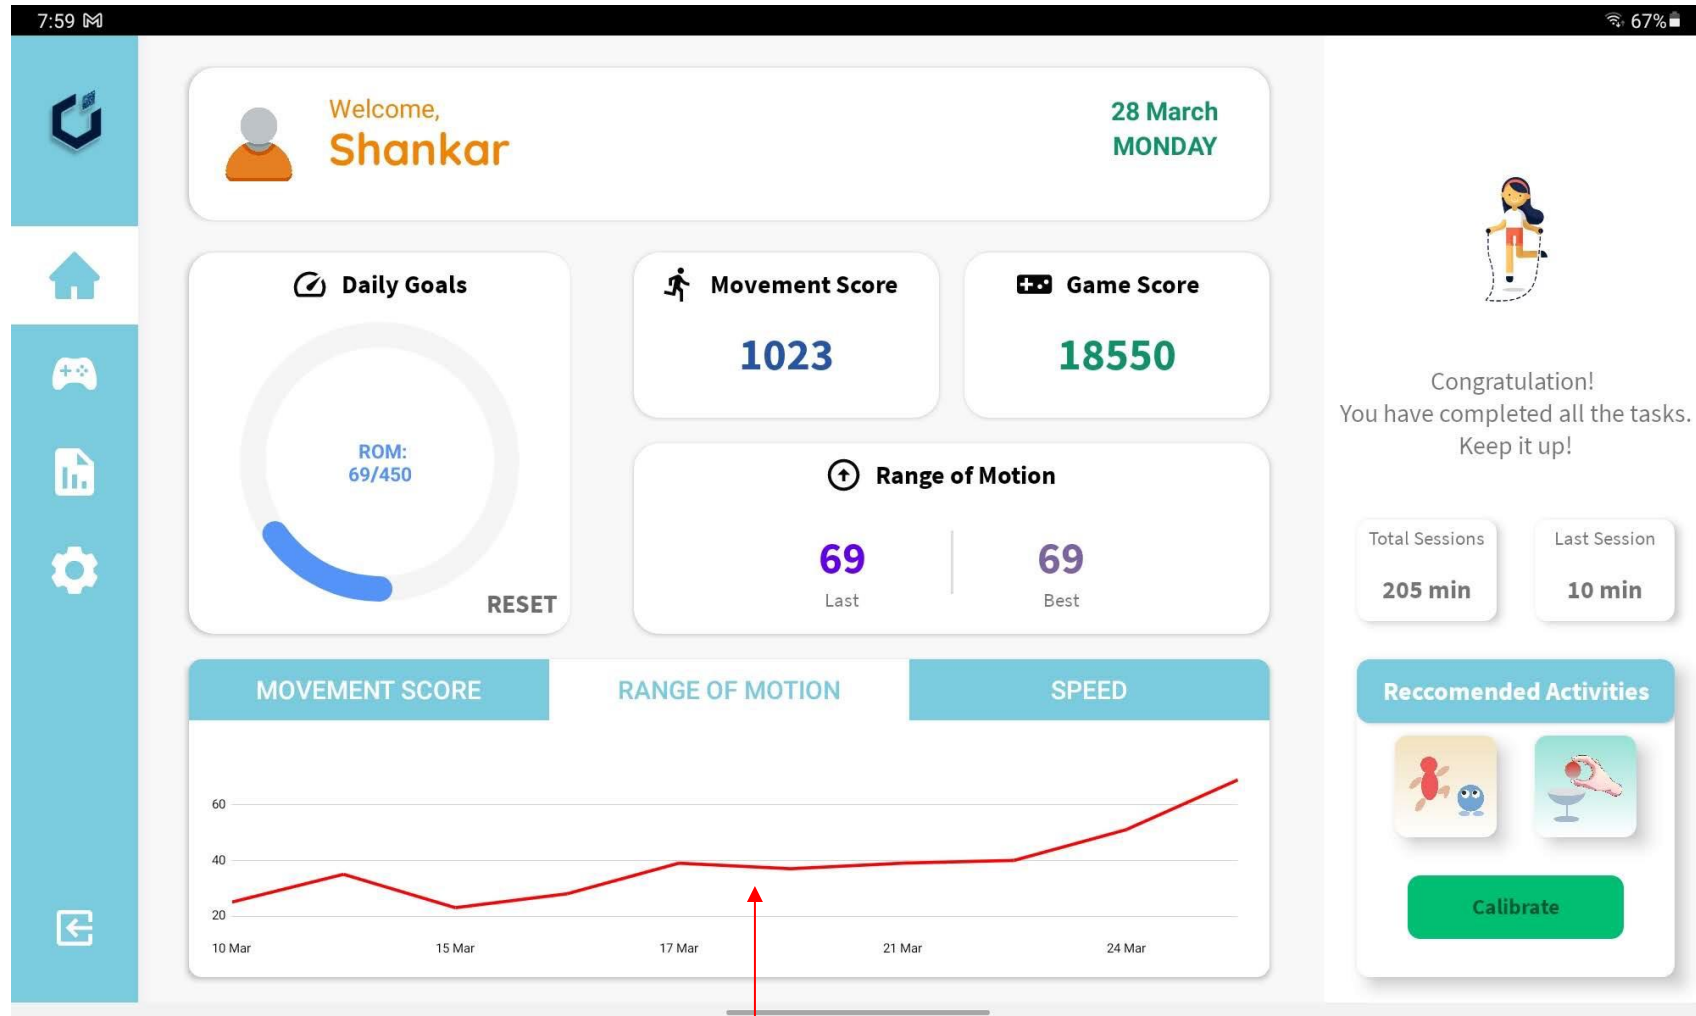 7:59
67%
Welcome,
Shankar
28 March
MONDAY
Daily Goals
ROM:
69/450
RESET
Movement Score
1023
Game Score
18550
Range of Motion
69
Last
69
Best
Congratulation!
You have completed all the tasks.
Keep it up!
Total Sessions
205 min
Last Session
10 min
MOVEMENT SCORE
RANGE OF MOTION
SPEED
60
40
20
10 Mar
15 Mar
17 Mar
21 Mar
24 Mar
Reccomended Activities
Calibrate